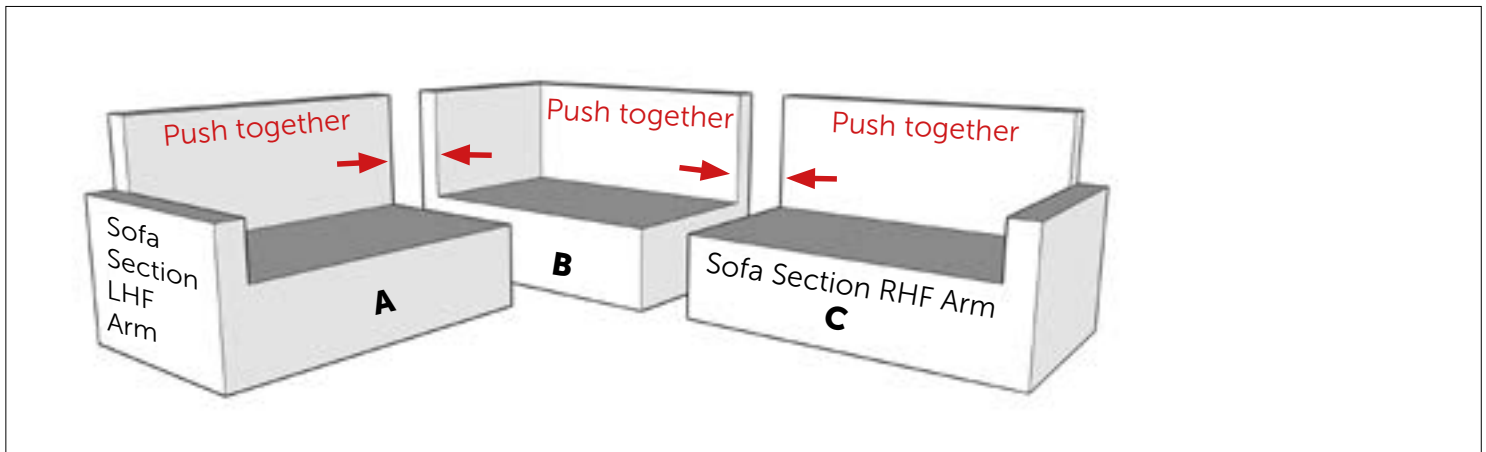 Push together
Push together
Push together
Sofa
Section
LHF
Arm
A
B
Sofa Section RHF Arm
C